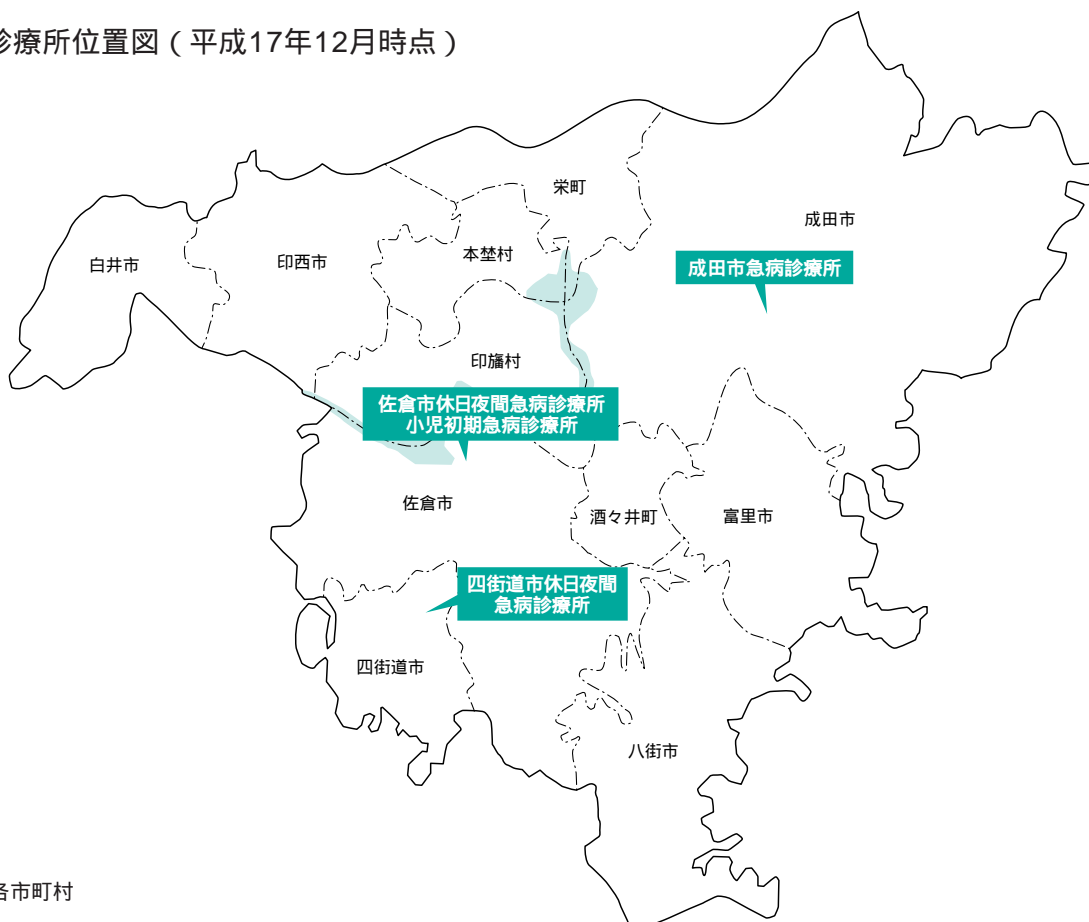 診療所位置図（平成17年12月時点）
栄町
成田市
本埜村
白井市
印西市
成田市急病診療所
印旛村
佐倉市休日夜間急病診療所
小児初期急病診療所
佐倉市
酒々井町
富里市
四街道市休日夜間
急病診療所
四街道市
八街市
各市町村